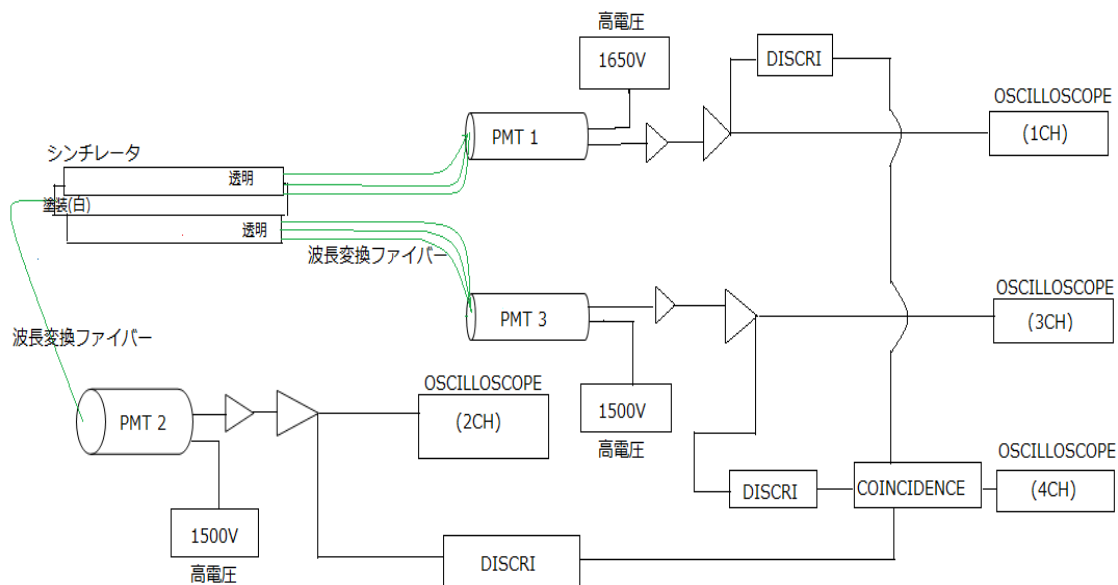 高電圧
1650V
DISCRI
OSCILLOSCOPE
(1CH)
PMT 1
シンチレータ
透明
塗装(白)
透明
波長変換ファイバー
PMT 3
OSCILLOSCOPE
(3CH)
波長変換ファイバー
PMT 2
OSCILLOSCOPE
(2CH)
1500V
高電圧
DISCRI
COINCIDENCE
OSCILLOSCOPE
(4CH)
1500V
高電圧
DISCRI